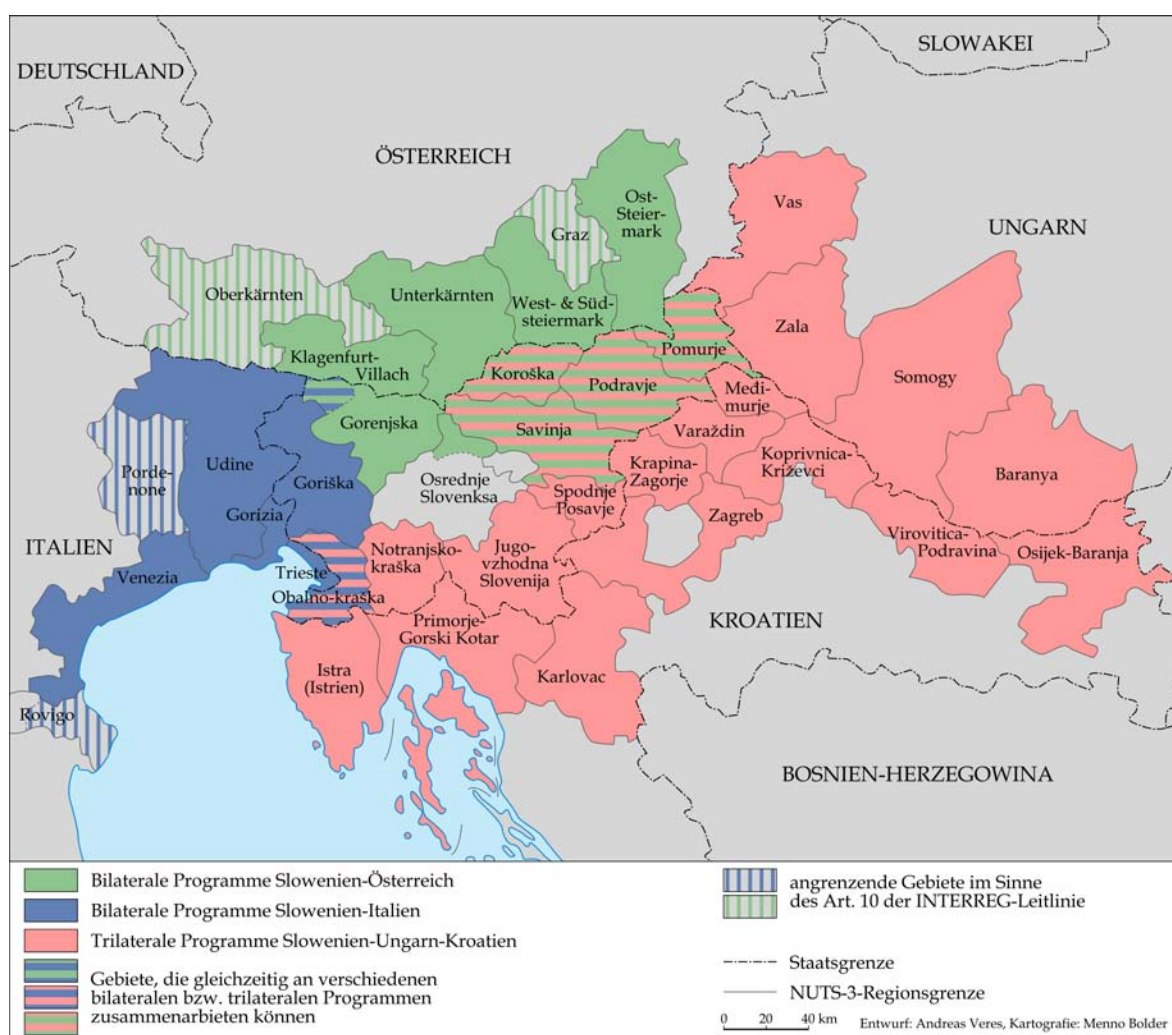 SLOWAKEI
DEUTSCHLAND
ÖSTERREICH
Ost-
Steier-
mark
Vas
UNGARN
Graz
Oberkärnten
Unterkärnten
West- & Süd-
steiermark
Zala
Klagenfurt-
Villach
Koroška
Pomurje
Podravje
Međi-
murje
Somogy
Gorenjska
Savinja
Varaždin
Udine
Porde-
none
Goriška
Osrednje
Slovenksa
Krapina-
Zagorje
Koprivnica-
Križevci
Baranya
Spodnje
Posavje
Gorizia
Zagreb
ITALIEN
Notranjsko-
kraška
Jugo-
vzhodna
Slovenija
Virovitica-
Podravina
Osijek-Baranja
Venezia
Trieste
Obalno-kraška
Primorje-
Gorski Kotar
KROATIEN
Istra
(Istrien)
Karlovac
Rovigo
BOSNIEN-HERZEGOWINA
Bilaterale Programme Slowenien-Österreich
Bilaterale Programme Slowenien-Italien
Trilaterale Programme Slowenien-Ungarn-Kroatien
Gebiete, die gleichzeitig an verschiedenen
bilateralen bzw. trilateralen Programmen
zusammenarbieten können
angrenzende Gebiete im Sinne
des Art. 10 der INTERREG-Leitlinie
Staatsgrenze
NUTS-3-Regionsgrenze
0 20 40 km
Entwurf: Andreas Veres, Kartografie: Menno Bolder